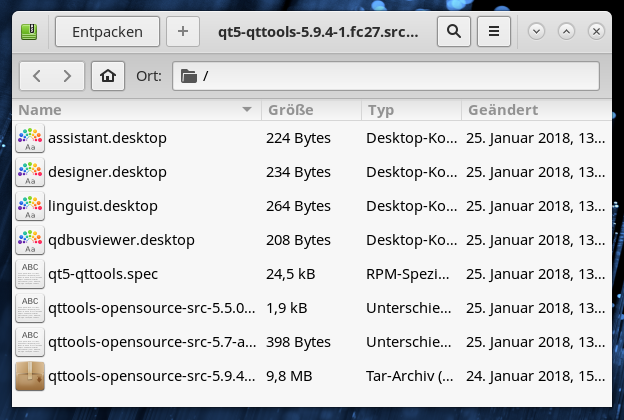 Entpacken + qt5-qttools-5.9.4-1.fc27.src...
Ort: /
Name Größe Typ Geändert
assistant.desktop 224 Bytes Desktop-Ko... 25. Januar 2018, 13...
designer.desktop 234 Bytes Desktop-Ko... 25. Januar 2018, 13...
linguist.desktop 264 Bytes Desktop-Ko... 25. Januar 2018, 13...
qdbusviewer.desktop 208 Bytes Desktop-Ko... 25. Januar 2018, 13...
qt5-qttools.spec 24,5 kB RPM-Spezi... 25. Januar 2018, 13...
qttools-opensource-src-5.5.0... 1,9 kB Unterschie... 25. Januar 2018, 13...
qttools-opensource-src-5.7-a... 398 Bytes Unterschie... 25. Januar 2018, 13...
qttools-opensource-src-5.9.4... 9,8 MB Tar-Archiv (... 24. Januar 2018, 15...